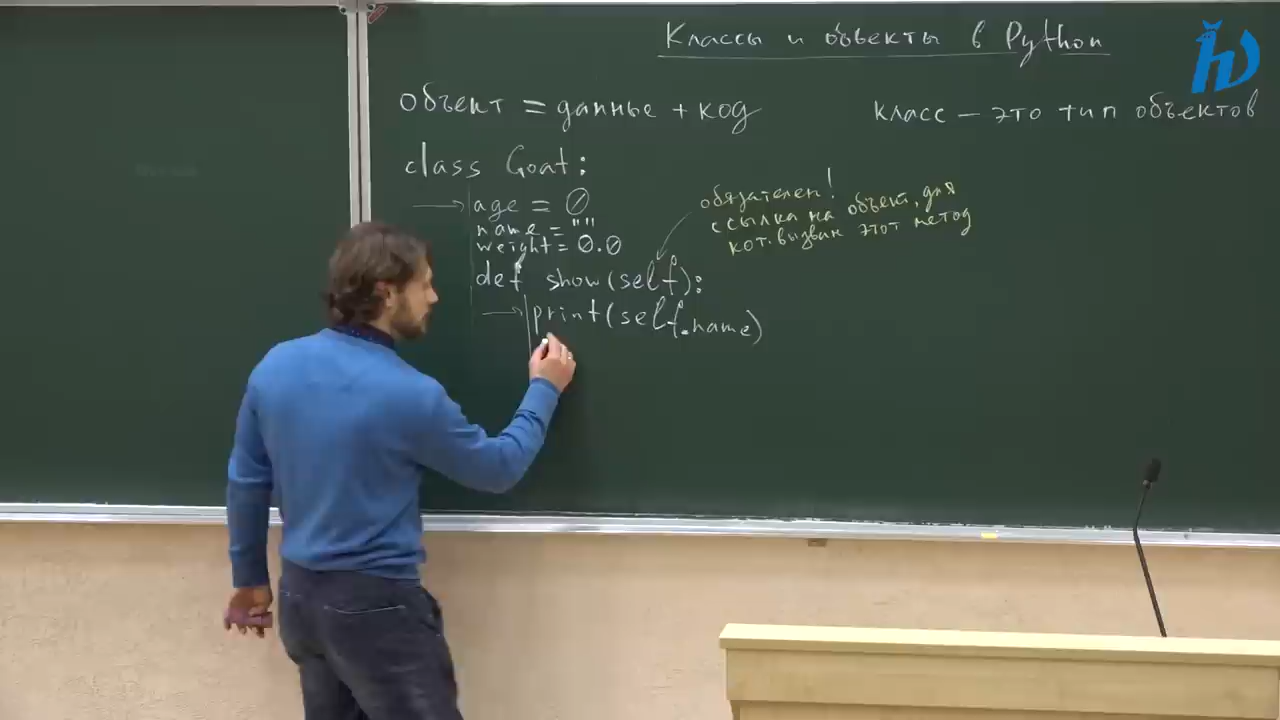 Классы и объекты в Python
объект = данные + код
класс — это тип объектов
class Goat:
age = 0
name = ""
weight = 0.0
def show(self):
print(self.name)
обязателен!
ссылка на объект, для
кот. вызван этот метод